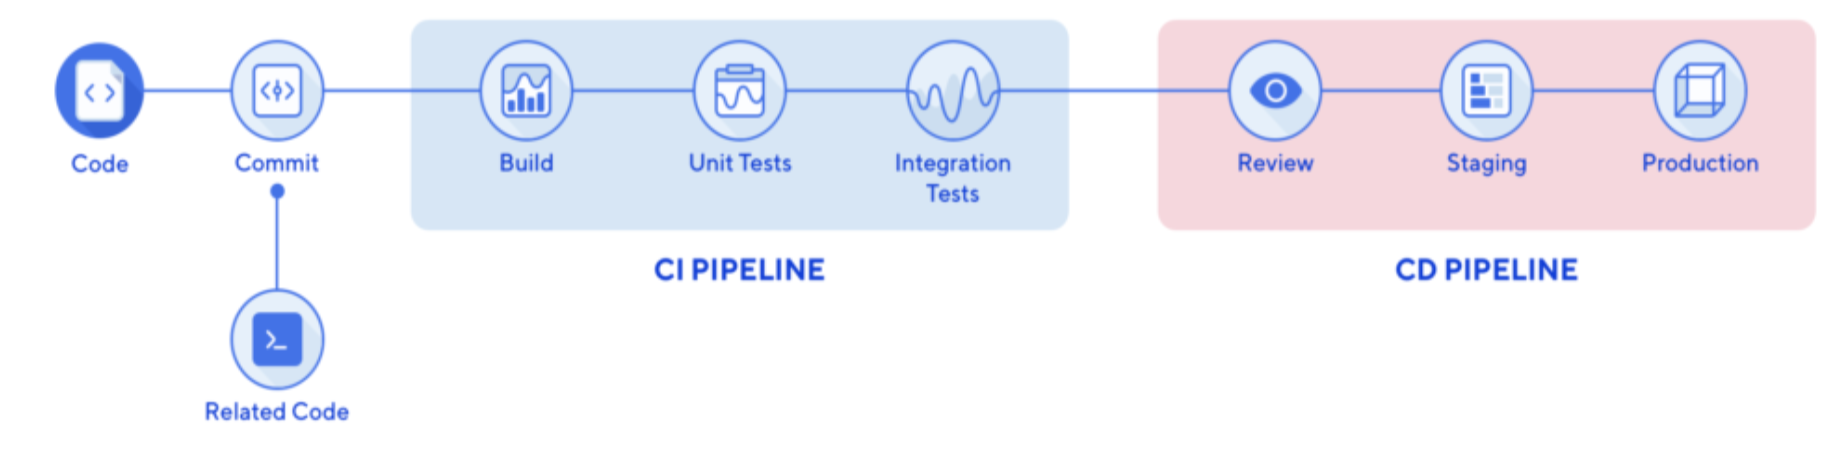 Code
Commit
Build
Unit Tests
Integration
Tests
Review
Staging
Production
CI PIPELINE
CD PIPELINE
Related Code